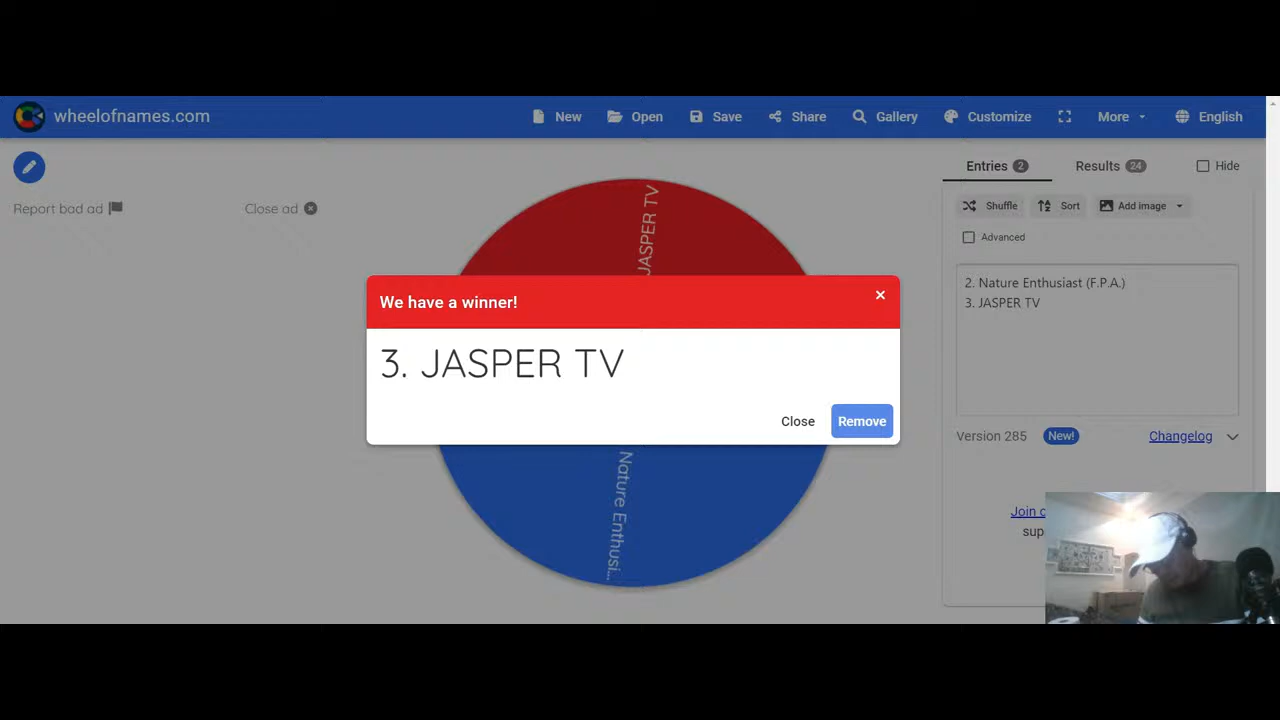 wheelofnames.com
New
Open
Save
Share
Gallery
Customize
More
English
Report bad ad
Close ad
Entries 2
Results 24
Hide
Shuffle
Sort
Add image
Advanced
2. Nature Enthusiast (F.P.A.)
3. JASPER TV
JASPER TV
We have a winner!
3. JASPER TV
Close
Remove
Nature Enthusi...
Version 285
New!
Changelog
Join